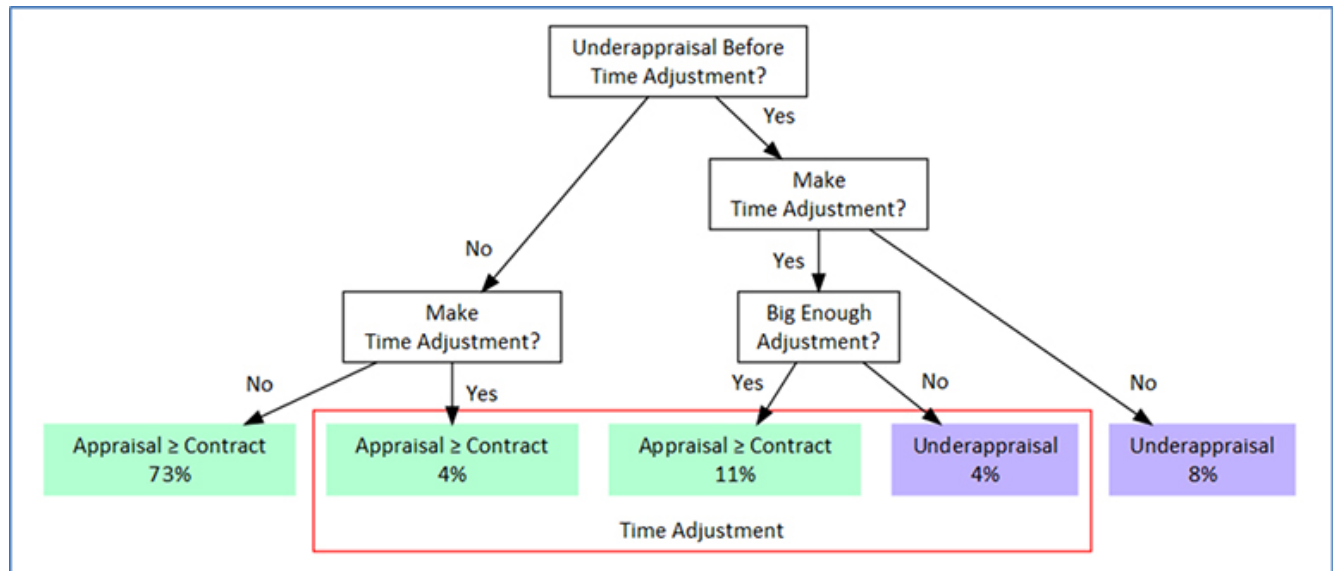 Underappraisal Before
Time Adjustment?
Yes
Make
Time Adjustment?
No
Yes
Make
Time Adjustment?
Big Enough
Adjustment?
No
Yes
Yes
No
No
Appraisal ≥ Contract
73%
Appraisal ≥ Contract
4%
Appraisal ≥ Contract
11%
Underappraisal
4%
Underappraisal
8%
Time Adjustment